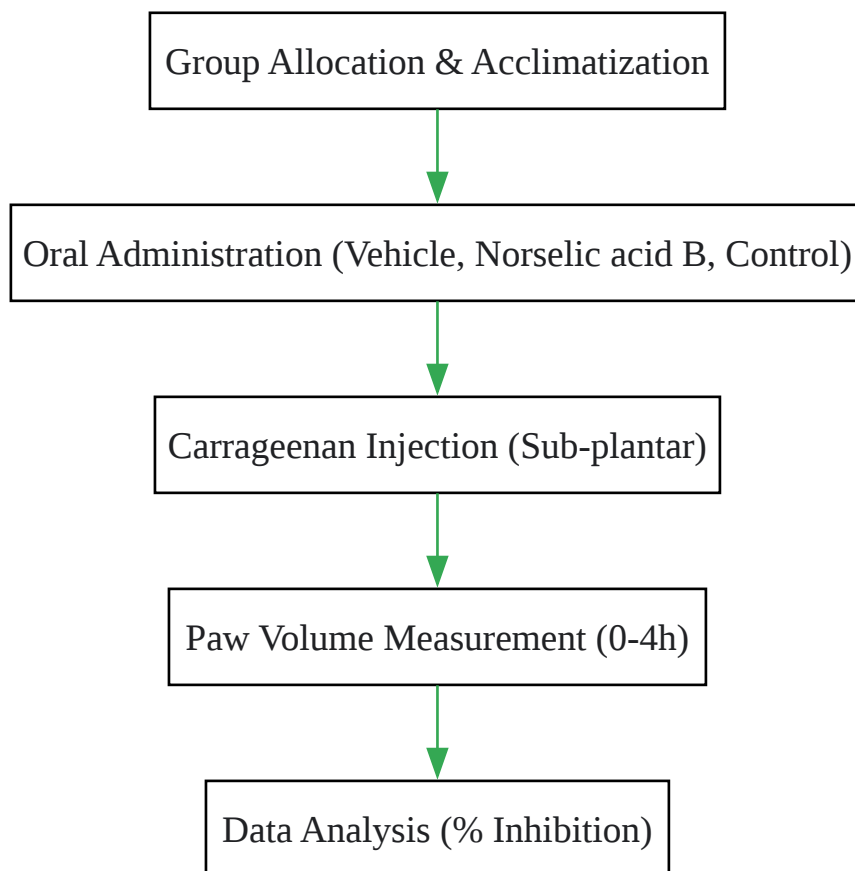 Group Allocation & Acclimatization
Oral Administration (Vehicle, Norselic acid B, Control)
Carrageenan Injection (Sub-plantar)
Paw Volume Measurement (0-4h)
Data Analysis (% Inhibition)